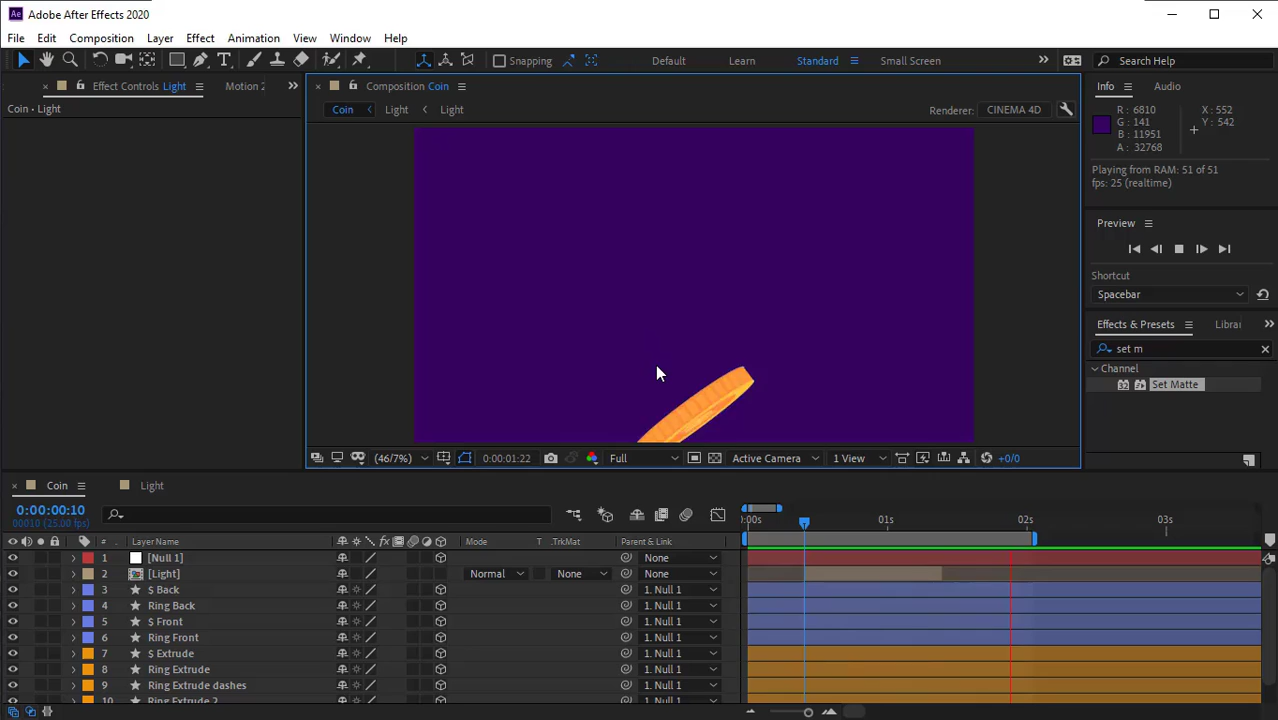 Adobe After Effects 2020
File Edit Composition Layer Effect Animation View Window Help
Snapping Default Learn Standard Small Screen Search Help
Effect Controls Light Motion 2
Coin • Light
Composition Coin
Coin Light Light
Renderer: CINEMA 4D
(46/7%) 0:00:01:22 Full Active Camera 1 View +0/0
Info Audio
R : 6810 X : 552
G : 141 Y : 542
B : 11951
A : 32768
Playing from RAM: 51 of 51
fps: 25 (realtime)
Preview
Shortcut
Spacebar
Effects & Presets Librai
set m
Channel
Set Matte
Coin Light
0:00:00:10
00010 (25.00 fps)
:00s 01s 02s 03s
# Layer Name Mode T .TrkMat Parent & Link
1 [Null 1] None
2 [Light] Normal None None
3 $ Back 1. Null 1
4 Ring Back 1. Null 1
5 $ Front 1. Null 1
6 Ring Front 1. Null 1
7 $ Extrude 1. Null 1
8 Ring Extrude 1. Null 1
9 Ring Extrude dashes 1. Null 1
10 Ring Extrude 2